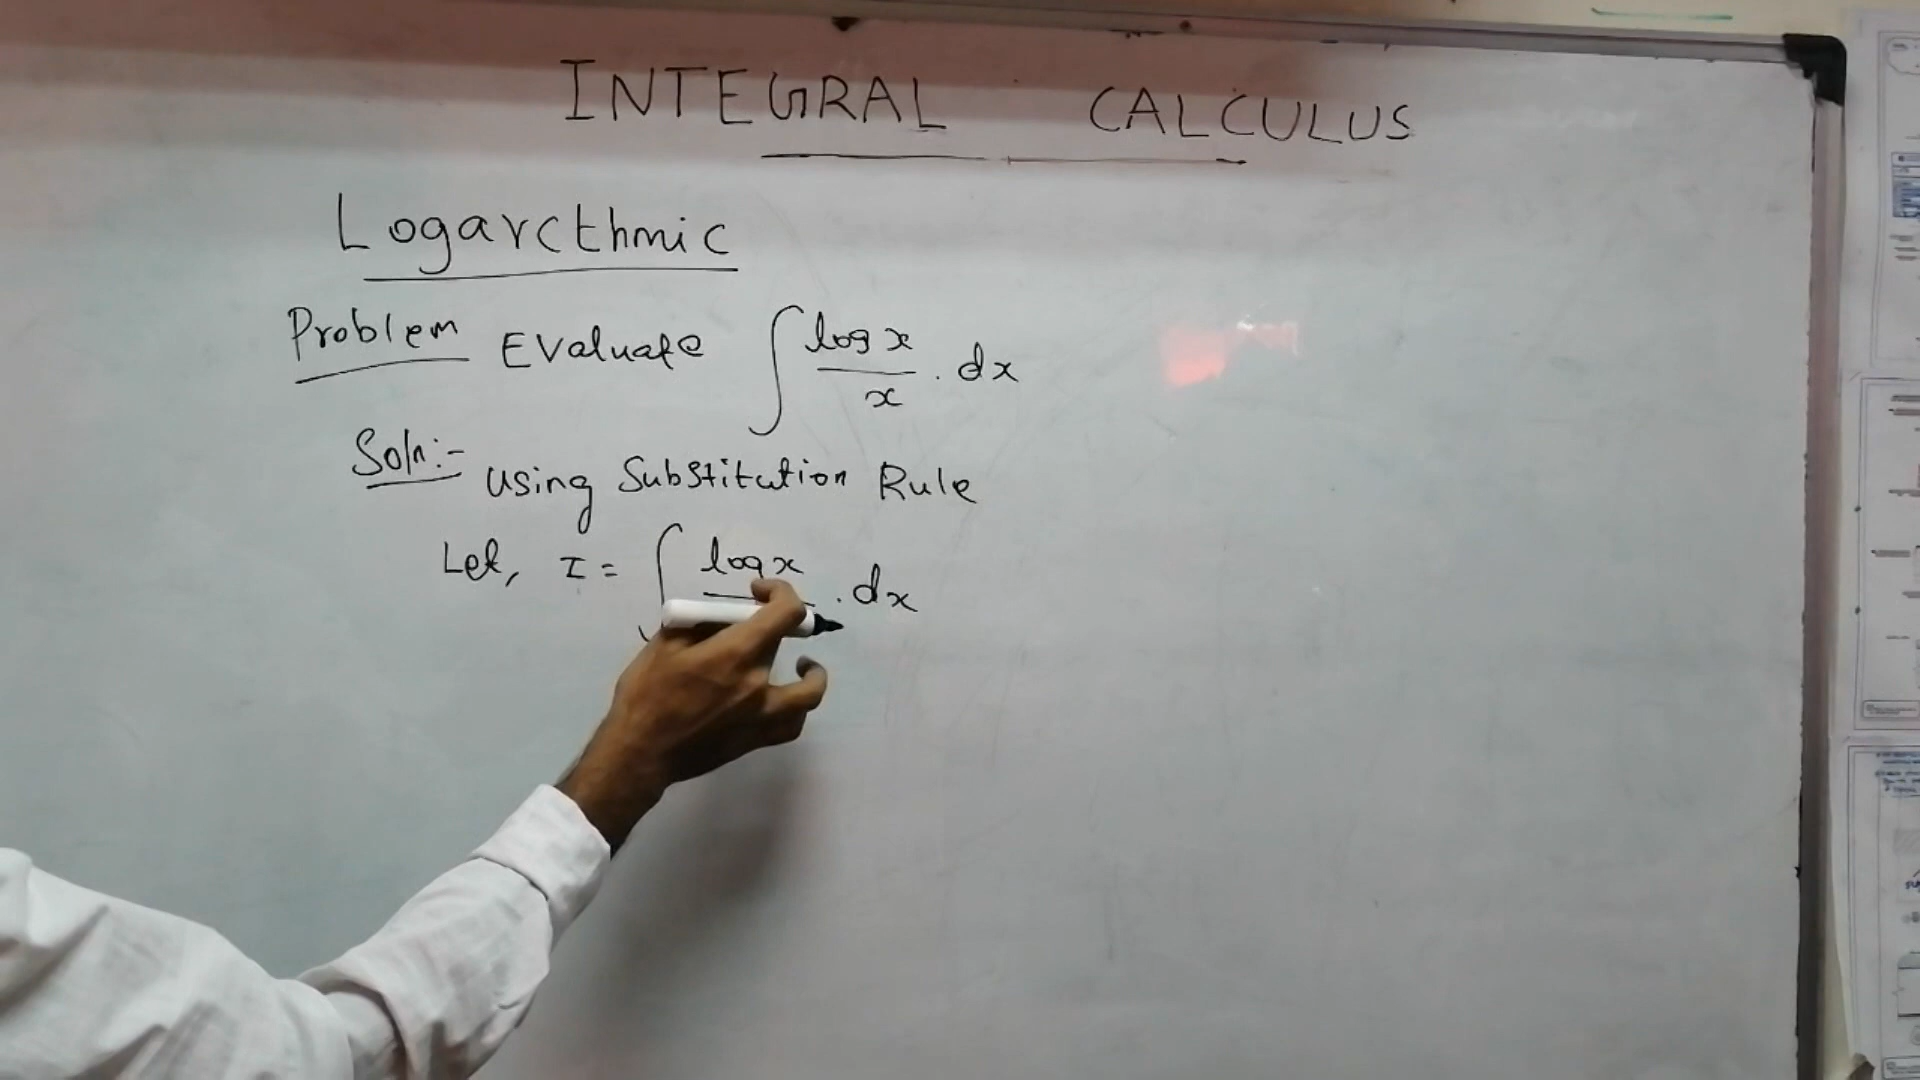 INTEGRAL CALCULUS
Logarcthmic
Problem Evaluate ∫ log x / x . dx
Soln:- using Substitution Rule
Let, I = ∫ log x . dx